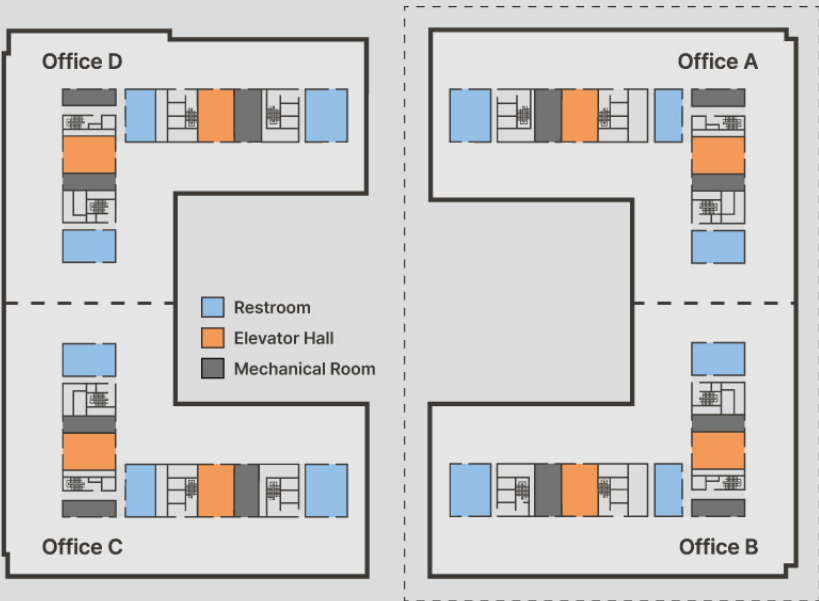 Office D
Office A
Restroom
Elevator Hall
Mechanical Room
Office C
Office B